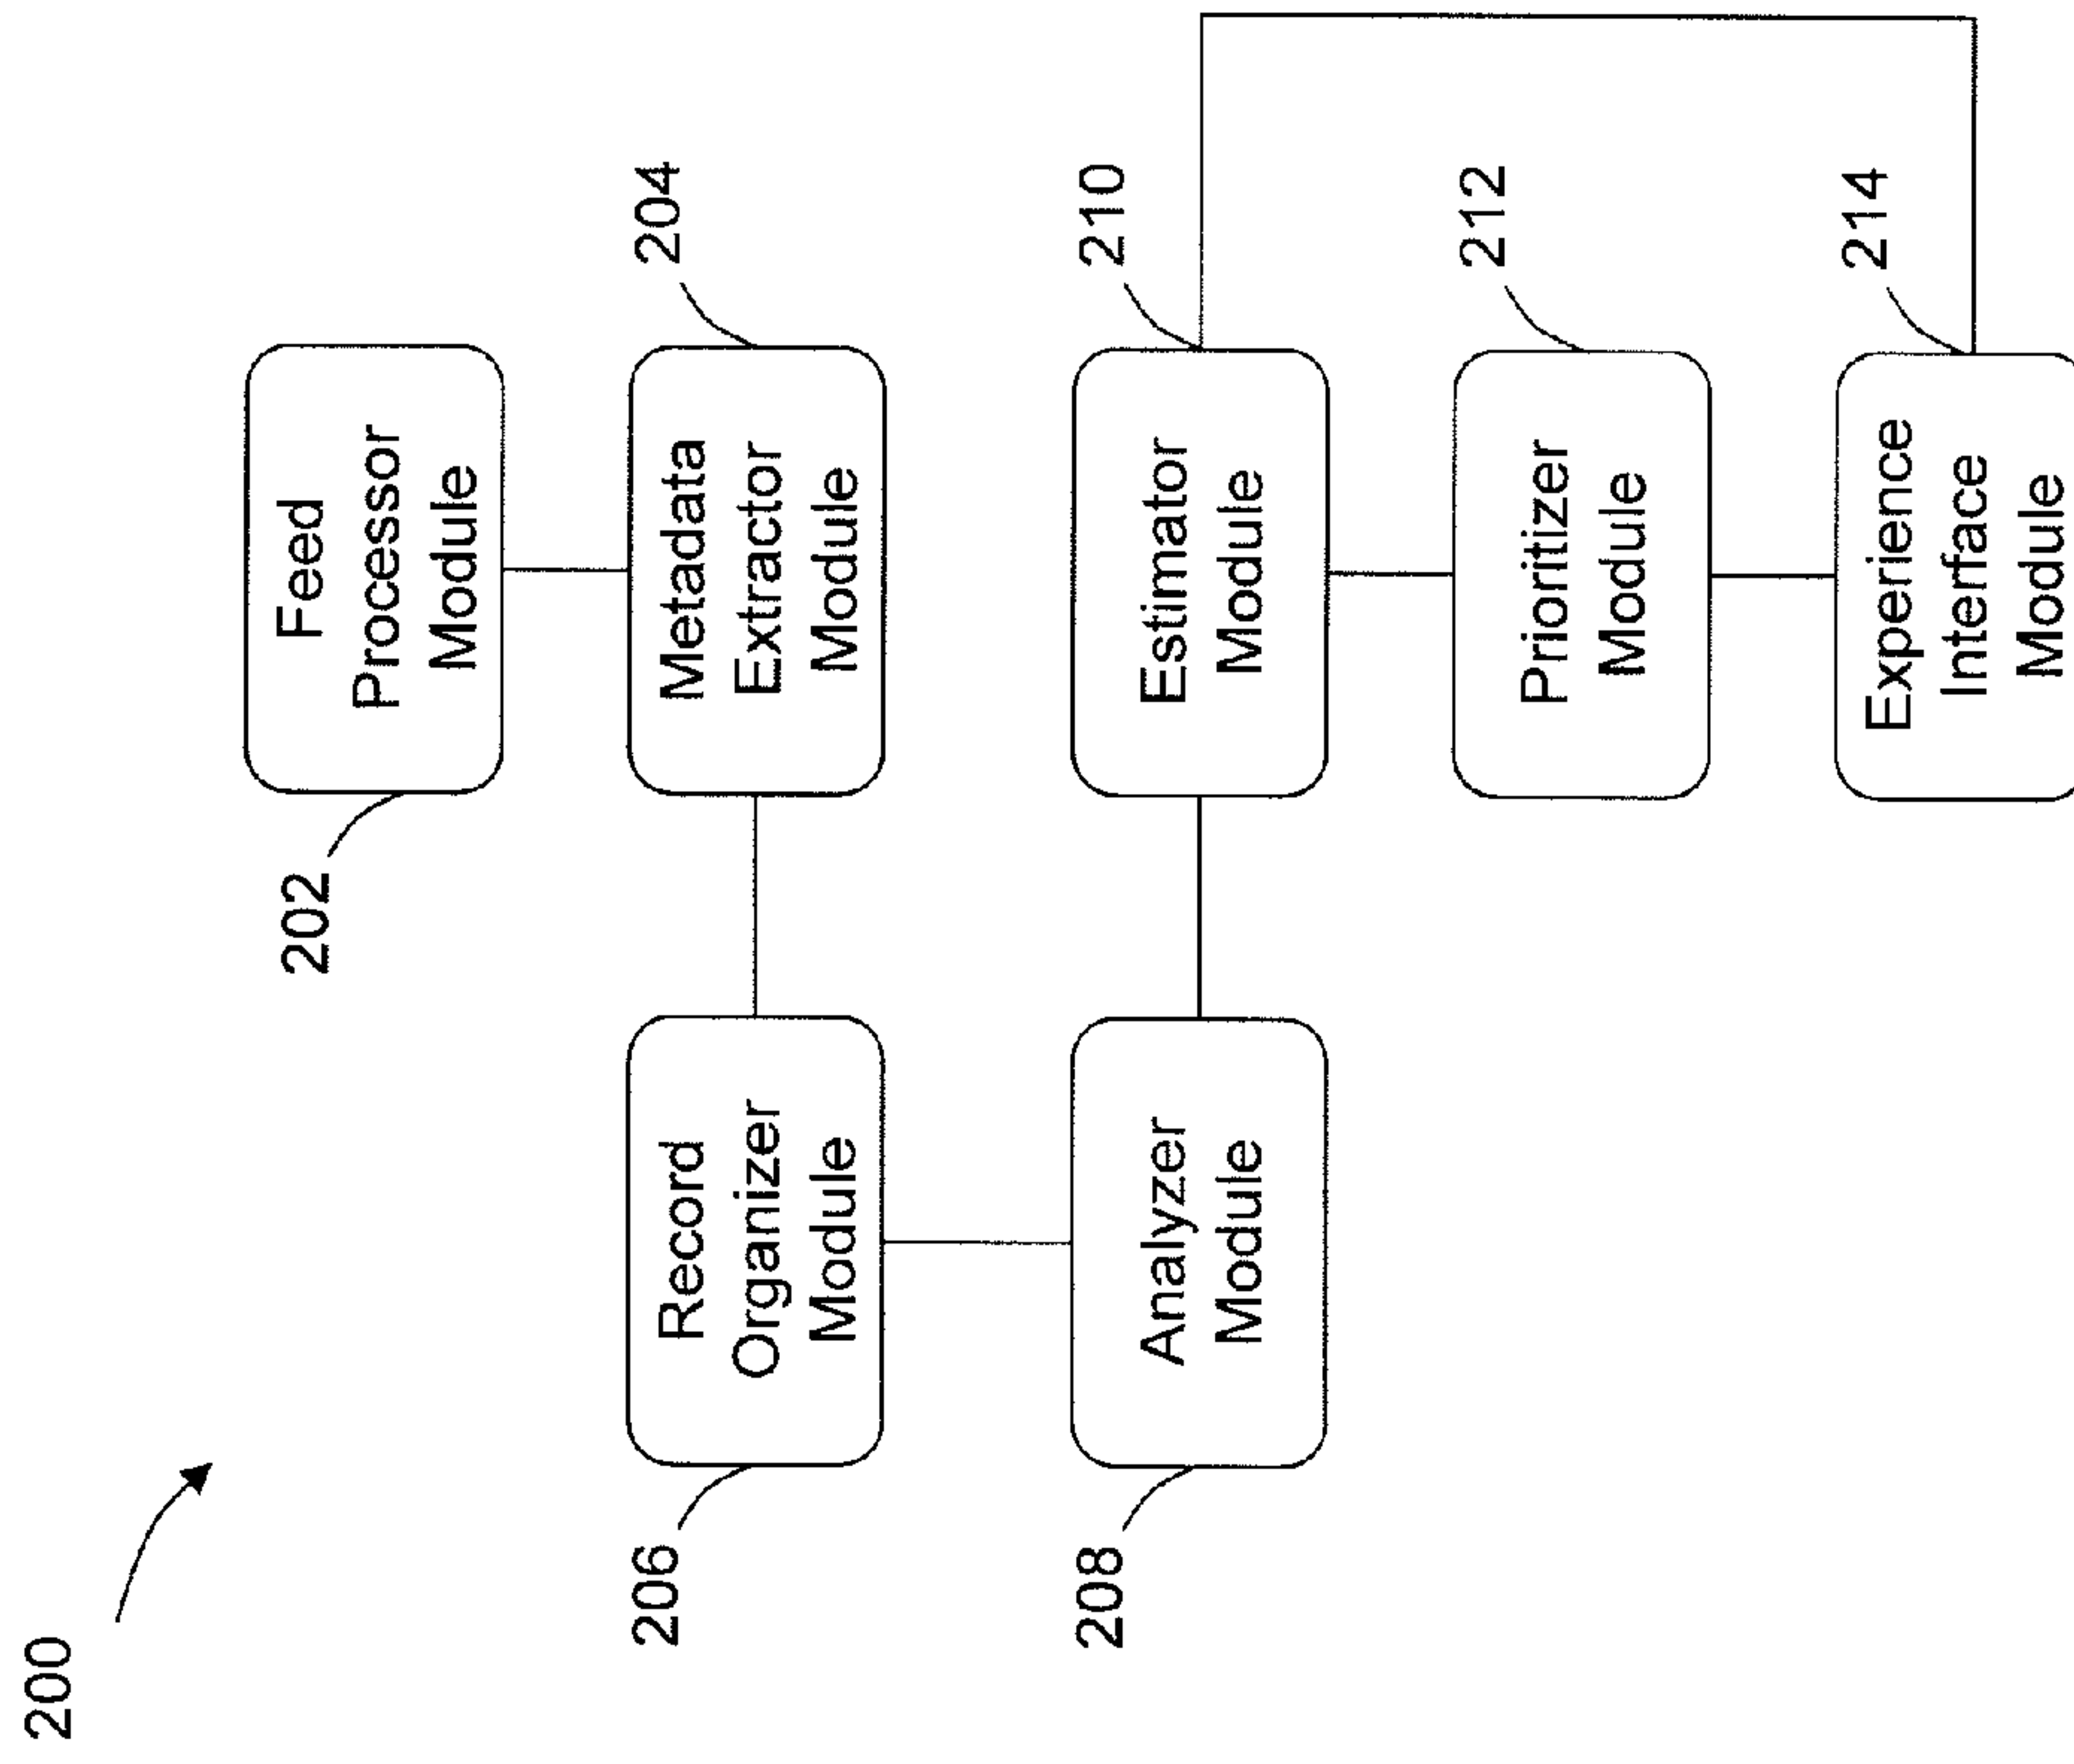 200
202
Feed
Processor
Module
204
Metadata
Extractor
Module
206
Record
Organizer
Module
208
Analyzer
Module
210
Estimator
Module
212
Prioritizer
Module
214
Experience
Interface
Module